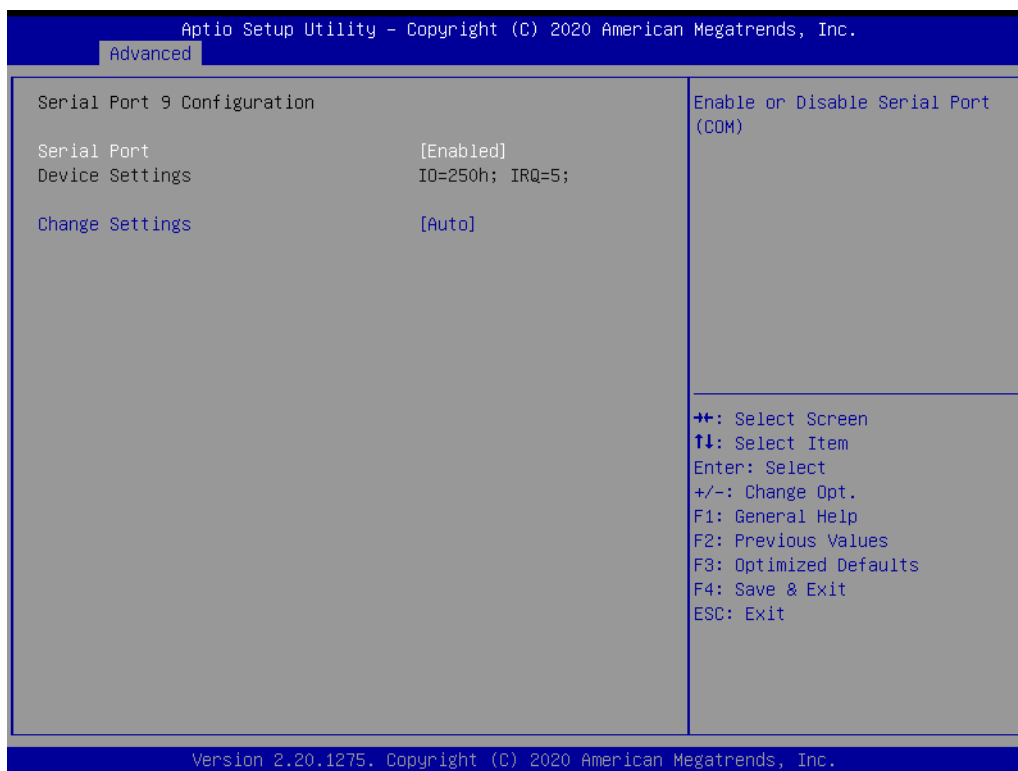 Aptio Setup Utility – Copyright (C) 2020 American Megatrends, Inc.
Advanced
Serial Port 9 Configuration
Serial Port [Enabled]
Device Settings IO=250h; IRQ=5;
Change Settings [Auto]
Enable or Disable Serial Port
(COM)
→←: Select Screen
↑↓: Select Item
Enter: Select
+/-: Change Opt.
F1: General Help
F2: Previous Values
F3: Optimized Defaults
F4: Save & Exit
ESC: Exit
Version 2.20.1275. Copyright (C) 2020 American Megatrends, Inc.